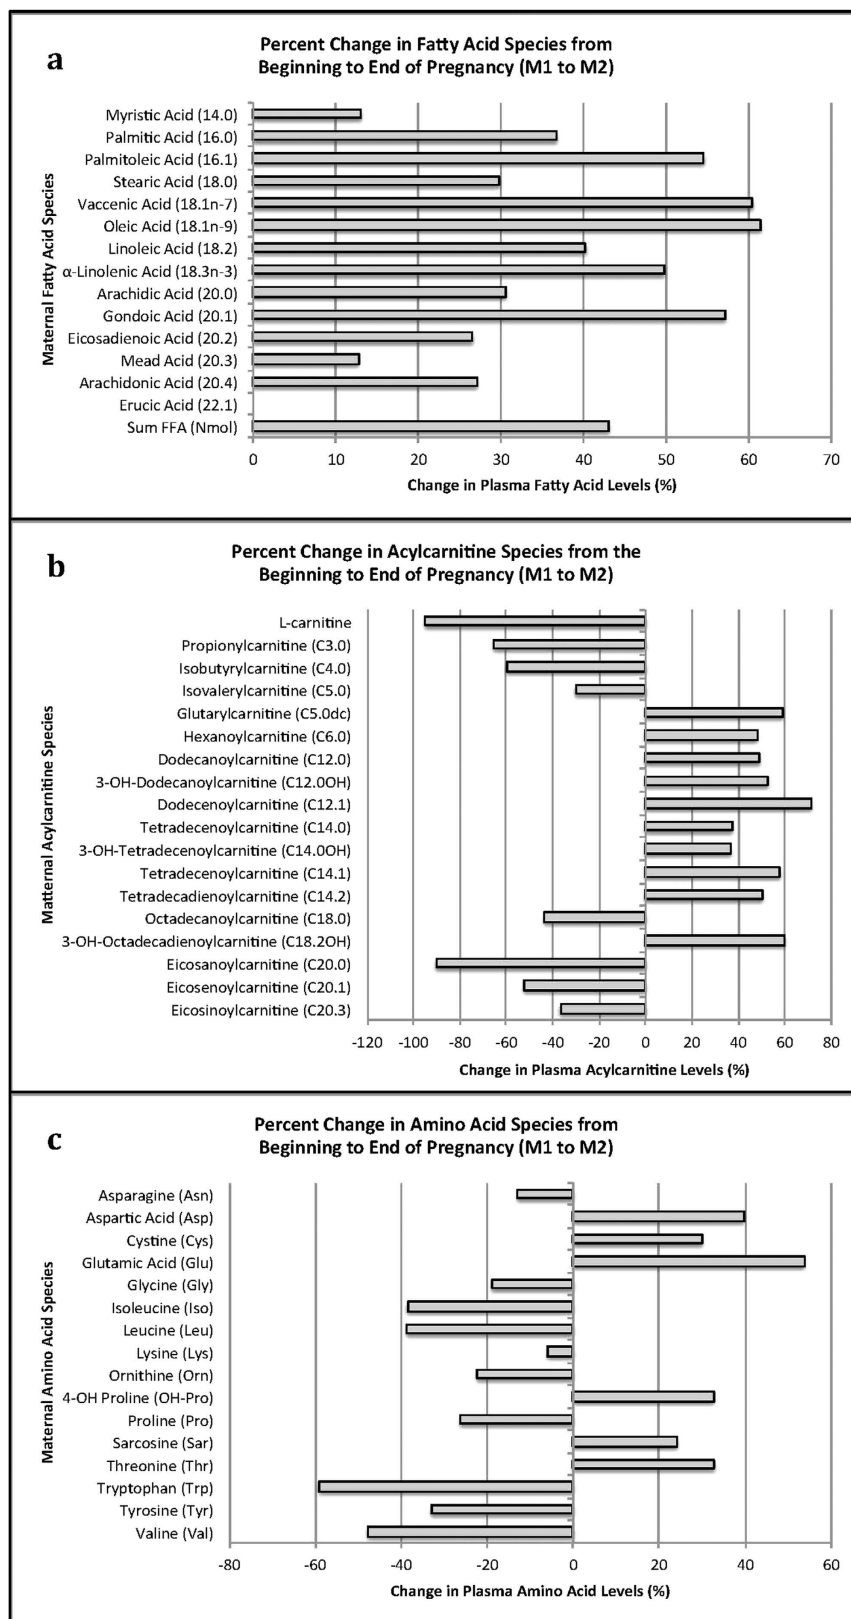 a
Percent Change in Fatty Acid Species from
Beginning to End of Pregnancy (M1 to M2)
Maternal Fatty Acid Species
Myristic Acid (14.0)
Palmitic Acid (16.0)
Palmitoleic Acid (16.1)
Stearic Acid (18.0)
Vaccenic Acid (18.1n-7)
Oleic Acid (18.1n-9)
Linoleic Acid (18.2)
α-Linolenic Acid (18.3n-3)
Arachidic Acid (20.0)
Gondoic Acid (20.1)
Eicosadienoic Acid (20.2)
Mead Acid (20.3)
Arachidonic Acid (20.4)
Erucic Acid (22.1)
Sum FFA (Nmol)
0 10 20 30 40 50 60 70
Change in Plasma Fatty Acid Levels (%)
b
Percent Change in Acylcarnitine Species from the
Beginning to End of Pregnancy (M1 to M2)
Matternal Acylcarnitine Species
L-carnitine
Propionylcarnitine (C3.0)
Isobutyrylcarnitine (C4.0)
Isovalerylcarnitine (C5.0)
Glutarylcarnitine (C5.0dc)
Hexanoylcarnitine (C6.0)
Dodecanoylcarnitine (C12.0)
3-OH-Dodecanoylcarnitine (C12.0OH)
Dodecenoylcarnitine (C12.1)
Tetradecenoylcarnitine (C14.0)
3-OH-Tetradecenoylcarnitine (C14.0OH)
Tetradecenoylcarnitine (C14.1)
Tetradecadienoylcarnitine (C14.2)
Octadecanoylcarnitine (C18.0)
3-OH-Octadecadienoylcarnitine (C18.2OH)
Eicosanoylcarnitine (C20.0)
Eicosenoylcarnitine (C20.1)
Eicosinoylcarnitine (C20.3)
-120 -100 -80 -60 -40 -20 0 20 40 60 80
Change in Plasma Acylcarnitine Levels (%)
c
Percent Change in Amino Acid Species from
Beginning to End of Pregnancy (M1 to M2)
Maternal Amino Acid Species
Asparagine (Asn)
Aspartic Acid (Asp)
Cystine (Cys)
Glutamic Acid (Glu)
Glycine (Gly)
Isoleucine (Iso)
Leucine (Leu)
Lysine (Lys)
Ornithine (Orn)
4-OH Proline (OH-Pro)
Proline (Pro)
Sarcosine (Sar)
Threonine (Thr)
Tryptophan (Trp)
Tyrosine (Tyr)
Valine (Val)
-80 -60 -40 -20 0 20 40 60
Change in Plasma Amino Acid Levels (%)